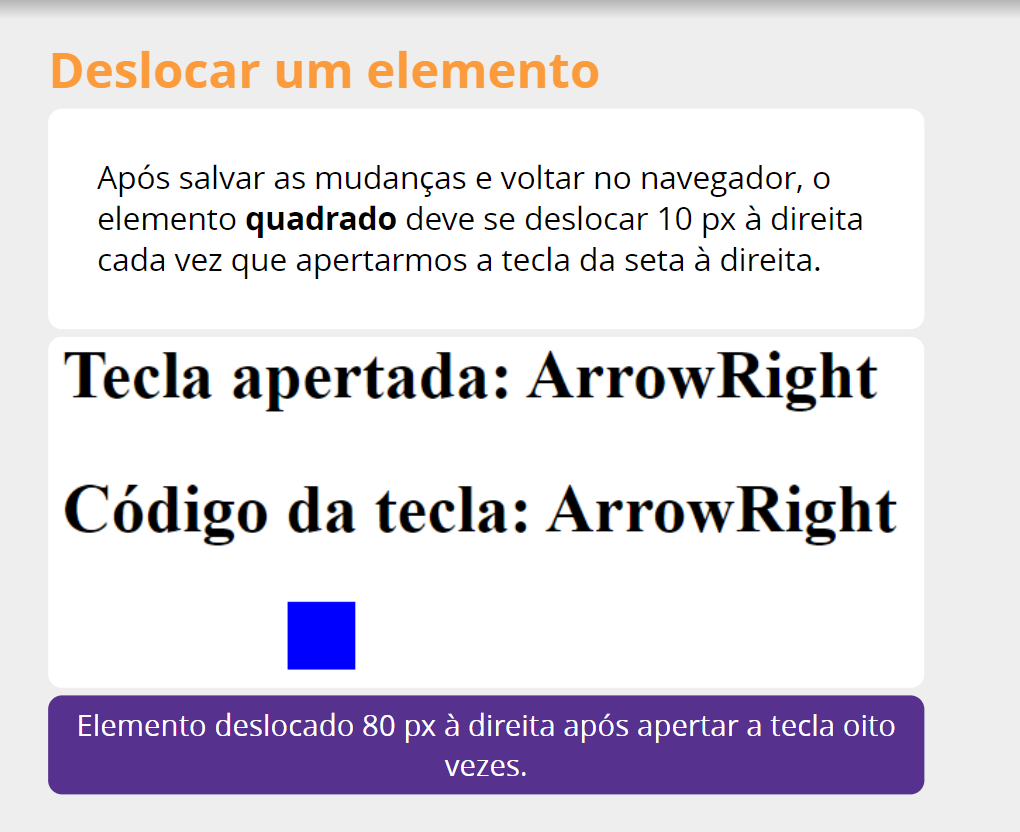 Deslocar um elemento
Após salvar as mudanças e voltar no navegador, o
elemento quadrado deve se deslocar 10 px à direita
cada vez que apertarmos a tecla da seta à direita.
Tecla apertada: ArrowRight
Código da tecla: ArrowRight
Elemento deslocado 80 px à direita após apertar a tecla oito
vezes.